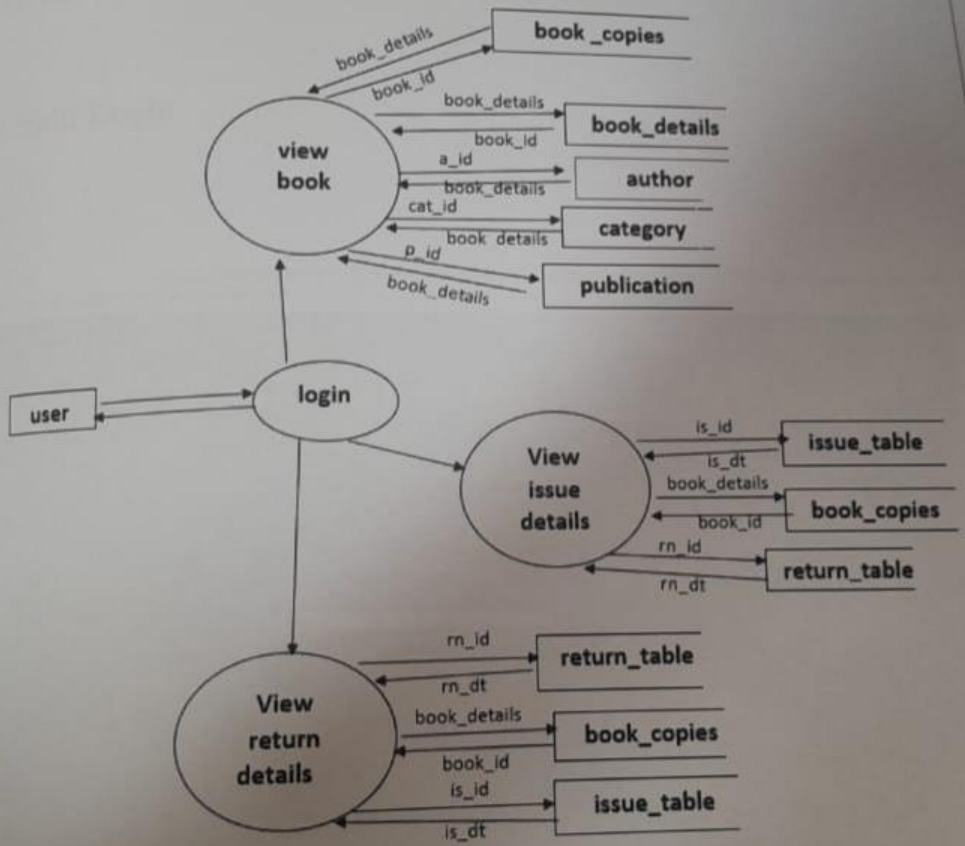 book_details
book _copies
book_id
book_details
book_details
book_id
view
book
a_id
author
book_details
cat_id
category
book details
p_id
publication
book_details
login
user
is_id
issue_table
is_dt
View
issue
details
book_details
book_copies
book_id
rn_id
return_table
rn_dt
rn_id
return_table
rn_dt
View
return
details
book_details
book_copies
book_id
is_id
issue_table
is_dt